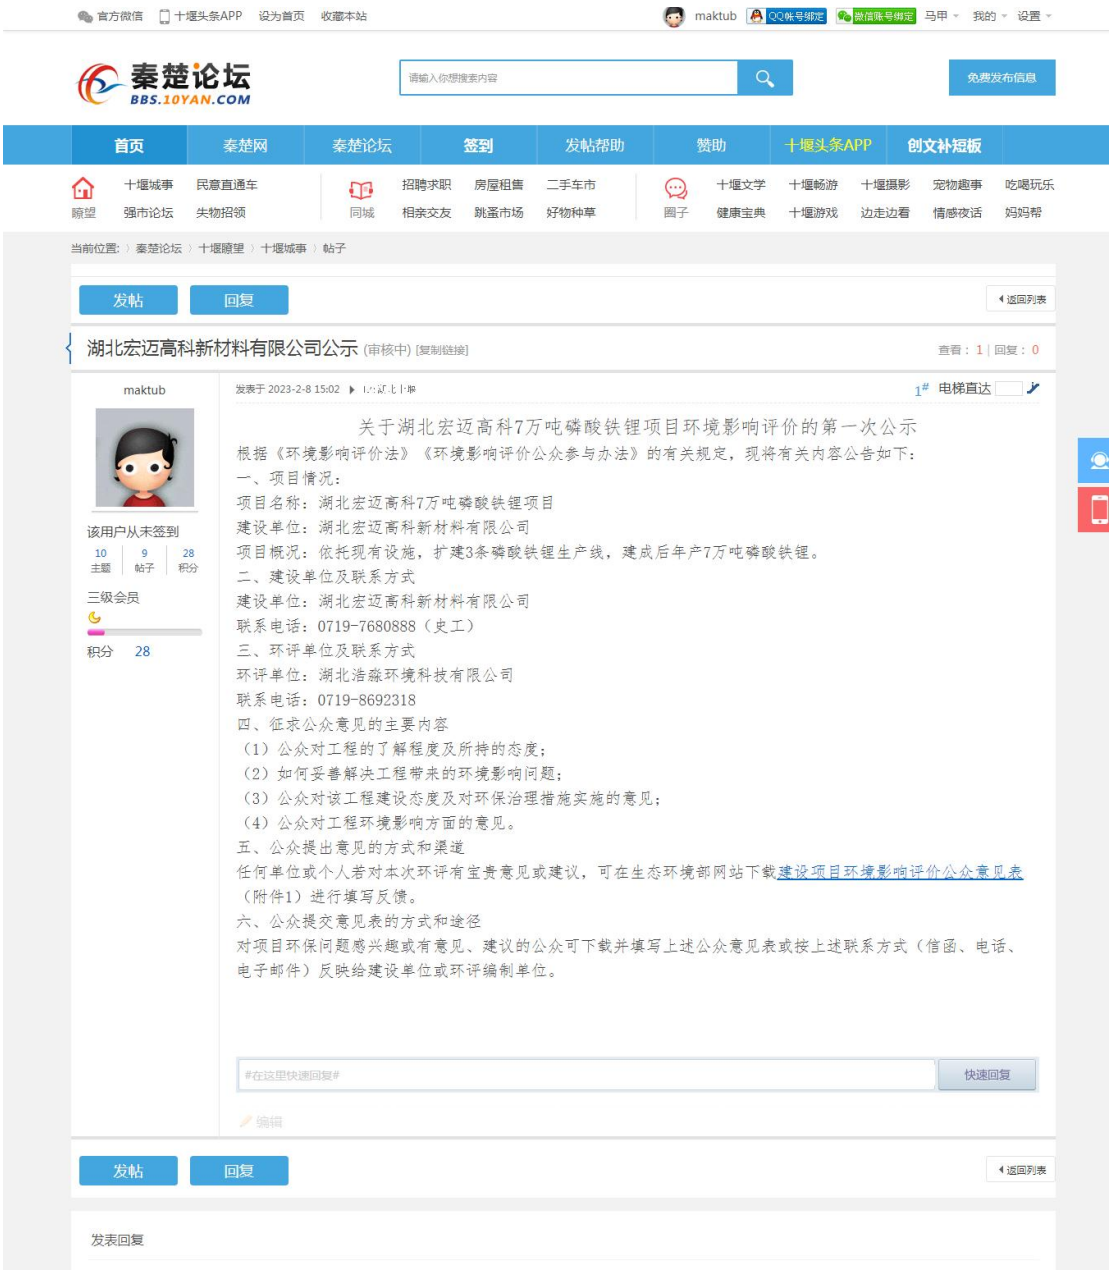 官方微信 十堰头条APP 设为首页 收藏本站 maktub QQ帐号绑定 微信账号绑定 马甲 我的 设置
秦楚论坛
BBS.10YAN.COM
请输入你想搜索内容
免费发布信息
首页 秦楚网 秦楚论坛 签到 发帖帮助 赞助 十堰头条APP 创文补短板
十堰城事 民意直通车 招聘求职 房屋租售 二手车市 十堰文学 十堰畅游 十堰摄影 宠物趣事 吃喝玩乐
瞭望 强市论坛 失物招领 同城 相亲交友 跳蚤市场 好物种草 圈子 健康宝典 十堰游戏 边走边看 情感夜话 妈妈帮
当前位置: 秦楚论坛 十堰瞭望 十堰城事 帖子
发帖 回复 返回列表
湖北宏迈高科新材料有限公司公示 (审核中) [复制链接] 查看: 1 | 回复: 0
maktub
发表于 2023-2-8 15:02
1# 电梯直达
关于湖北宏迈高科7万吨磷酸铁锂项目环境影响评价的第一次公示
根据《环境影响评价法》《环境影响评价公众参与办法》的有关规定，现将有关内容公告如下：
一、项目情况：
项目名称：湖北宏迈高科7万吨磷酸铁锂项目
建设单位：湖北宏迈高科新材料有限公司
项目概况：依托现有设施，扩建3条磷酸铁锂生产线，建成后年产7万吨磷酸铁锂。
二、建设单位及联系方式
建设单位：湖北宏迈高科新材料有限公司
联系电话：0719-7680888（史工）
三、环评单位及联系方式
环评单位：湖北浩淼环境科技有限公司
联系电话：0719-8692318
四、征求公众意见的主要内容
（1）公众对工程的了解程度及所持的态度；
（2）如何妥善解决工程带来的环境影响问题；
（3）公众对该工程建设态度及对环保治理措施实施的意见；
（4）公众对工程环境影响方面的意见。
五、公众提出意见的方式和渠道
任何单位或个人若对本次环评有宝贵意见或建议，可在生态环境部网站下载建设项目环境影响评价公众意见表
（附件1）进行填写反馈。
六、公众提交意见表的方式和途径
对项目环保问题感兴趣或有意见、建议的公众可下载并填写上述公众意见表或按上述联系方式（信函、电话、
电子邮件）反映给建设单位或环评编制单位。
该用户从未签到
10 9 28
主题 帖子 积分
三级会员
积分 28
#在这里快速回复# 快速回复
编辑
发帖 回复 返回列表
发表回复